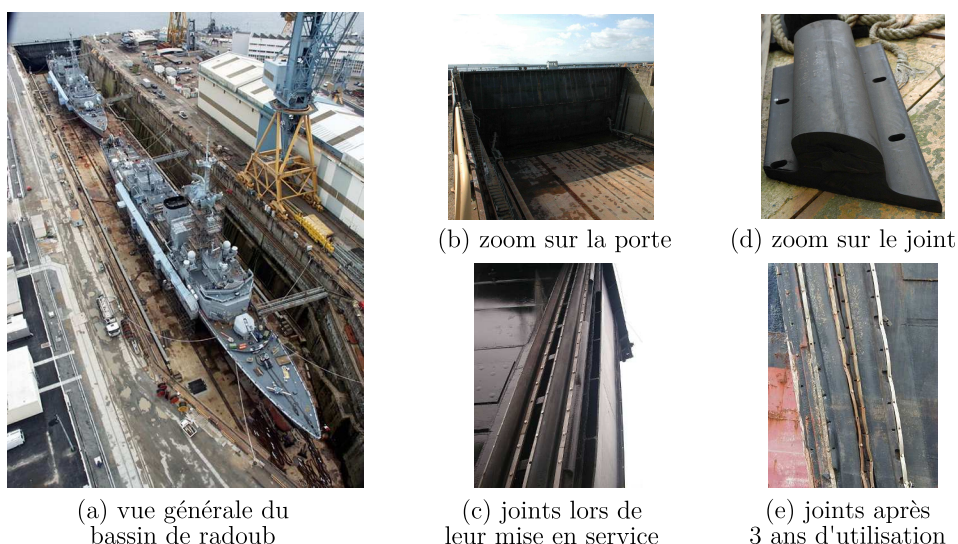 (a) vue générale du
bassin de radoub
(b) zoom sur la porte
(c) joints lors de
leur mise en service
(d) zoom sur le joint
(e) joints après
3 ans d'utilisation